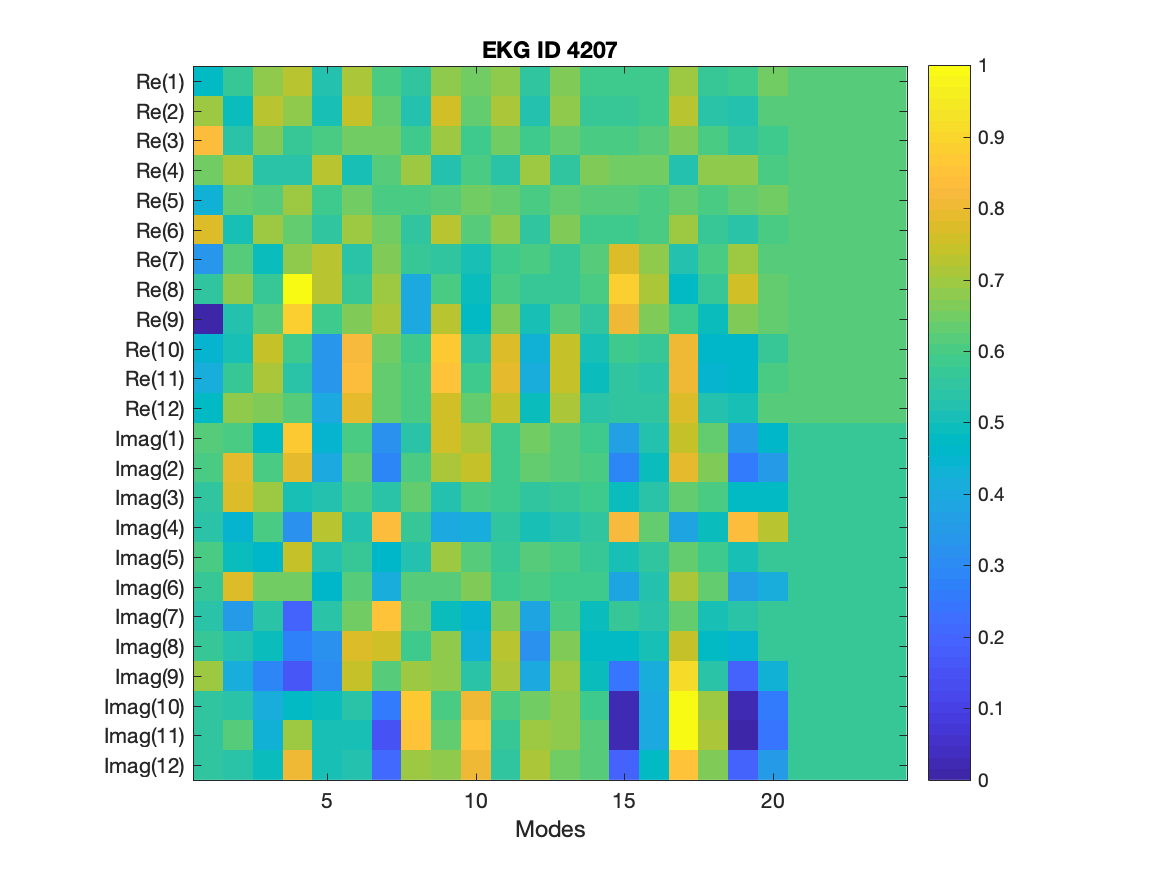 EKG ID 4207
Re(1)
Re(2)
Re(3)
Re(4)
Re(5)
Re(6)
Re(7)
Re(8)
Re(9)
Re(10)
Re(11)
Re(12)
Imag(1)
Imag(2)
Imag(3)
Imag(4)
Imag(5)
Imag(6)
Imag(7)
Imag(8)
Imag(9)
Imag(10)
Imag(11)
Imag(12)
5 10 15 20
Modes
1
0.9
0.8
0.7
0.6
0.5
0.4
0.3
0.2
0.1
0